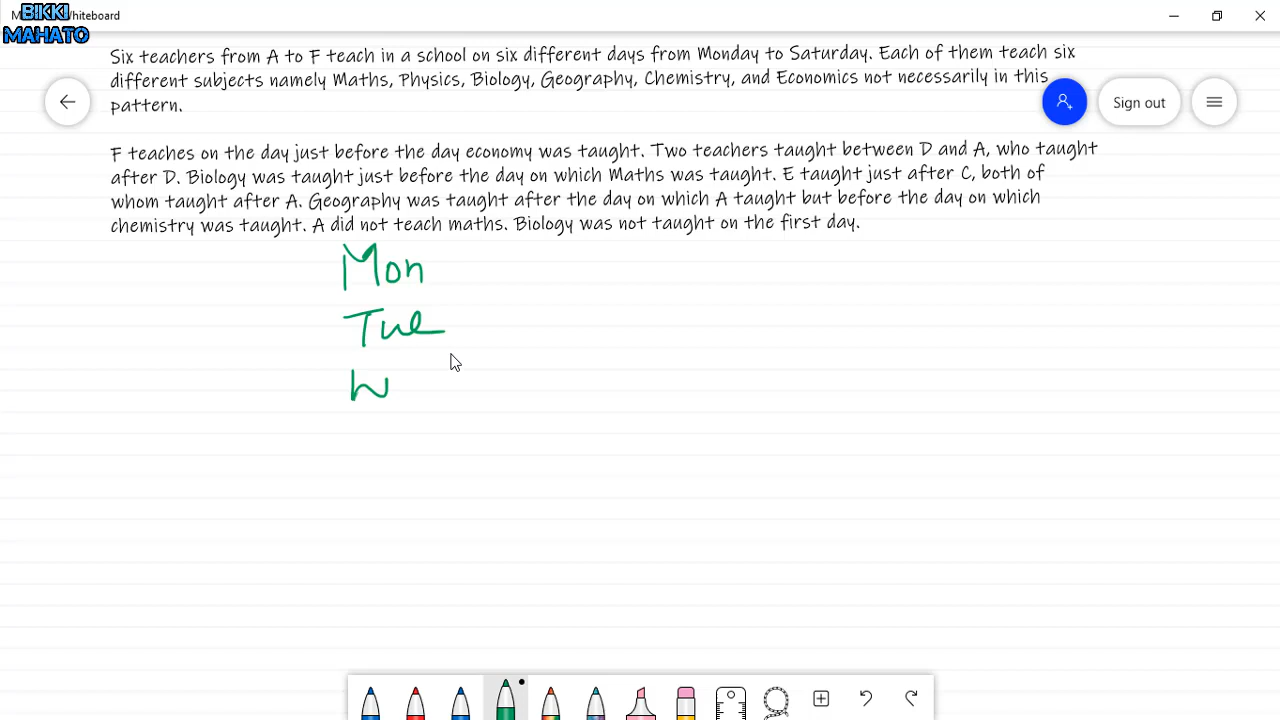 BIKKI
MAHATO
M hiteboard
Six teachers from A to F teach in a school on six different days from Monday to Saturday. Each of them teach six
different subjects namely Maths, Physics, Biology, Geography, Chemistry, and Economics not necessarily in this
pattern.
Sign out
F teaches on the day just before the day economy was taught. Two teachers taught between D and A, who taught
after D. Biology was taught just before the day on which Maths was taught. E taught just after C, both of
whom taught after A. Geography was taught after the day on which A taught but before the day on which
chemistry was taught. A did not teach maths. Biology was not taught on the first day.
Mon
Tue
W